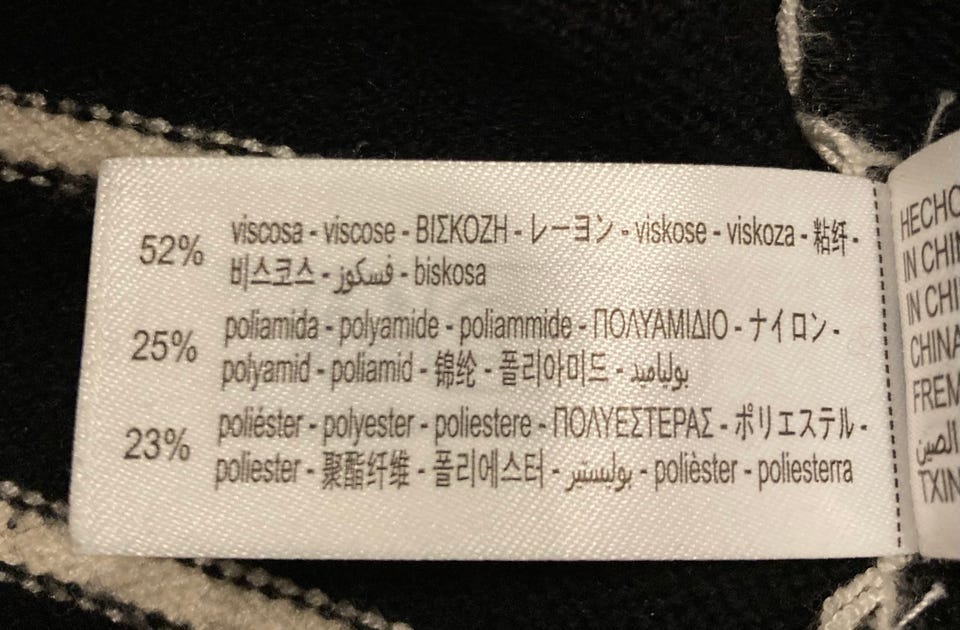 52% viscosa - viscose - ΒΙΣΚΟΖΗ - レーヨン - viskose - viskoza - 粘纤 -
비스코스 - فسكوز - biskosa
25% poliamida - polyamide - poliammide - ΠΟΛΥΑΜΙΔΙΟ - ナイロン -
polyamid - poliamid - 锦纶 - 폴리아미드 - بولياميد
23% poliéster - polyester - poliestere - ΠΟΛΥΕΣΤΕΡΑΣ - ポリエステル -
poliester - 聚酯纤维 - 폴리에스터 - بوليستير - polièster - poliesterra
HECHO
IN CHI
IN CHI
CHINA
FREM
الصين
TXIN